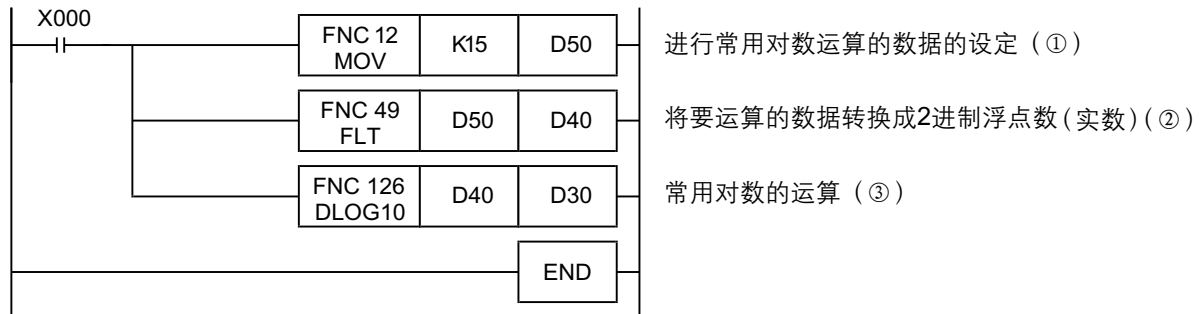 X000
FNC 12
MOV
K15
D50
进行常用对数运算的数据的设定（①）
FNC 49
FLT
D50
D40
将要运算的数据转换成2进制浮点数(实数)(②)
FNC 126
DLOG10
D40
D30
常用对数的运算（③）
END